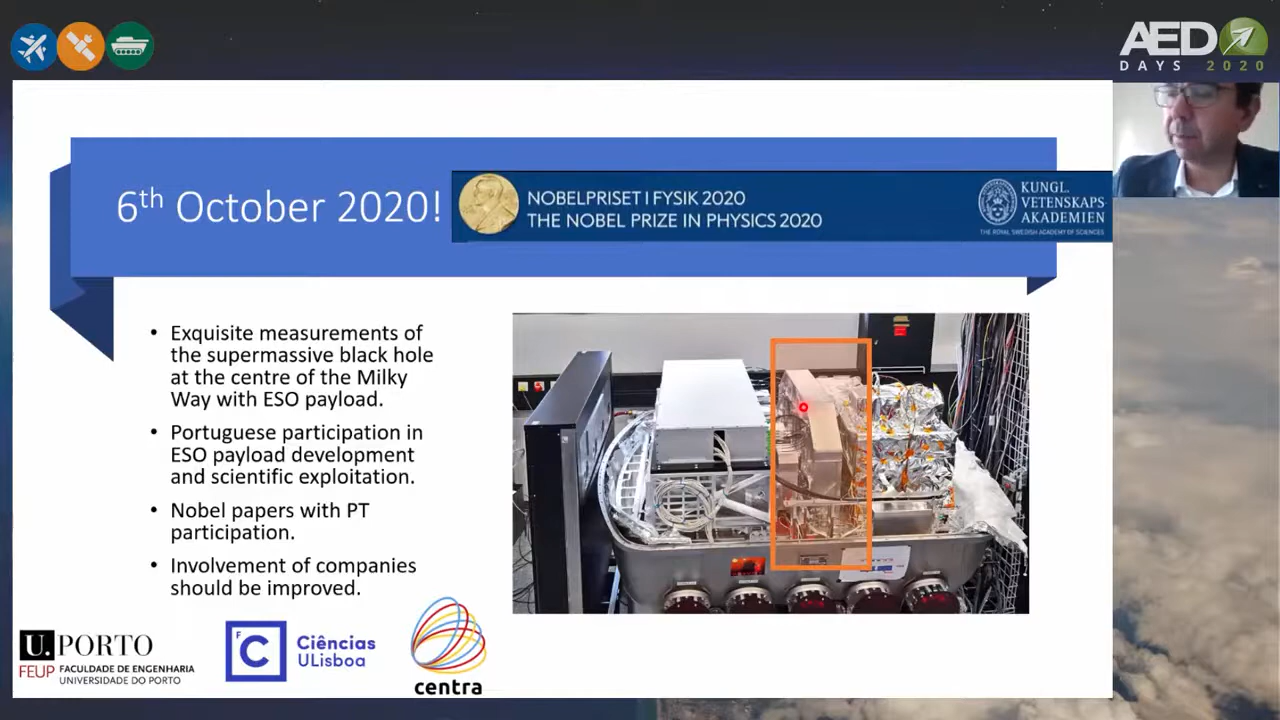 AED
DAYS 2020
6th October 2020!
NOBELPRISET I FYSIK 2020
THE NOBEL PRIZE IN PHYSICS 2020
KUNGL.
VETENSKAPS-
AKADEMIEN
THE ROYAL SWEDISH ACADEMY OF SCIENCES
• Exquisite measurements of
the supermassive black hole
at the centre of the Milky
Way with ESO payload.
• Portuguese participation in
ESO payload development
and scientific exploitation.
• Nobel papers with PT
participation.
• Involvement of companies
should be improved.
U. PORTO
FEUP FACULDADE DE ENGENHARIA
UNIVERSIDADE DO PORTO
F
C
Ciências
ULisboa
centra